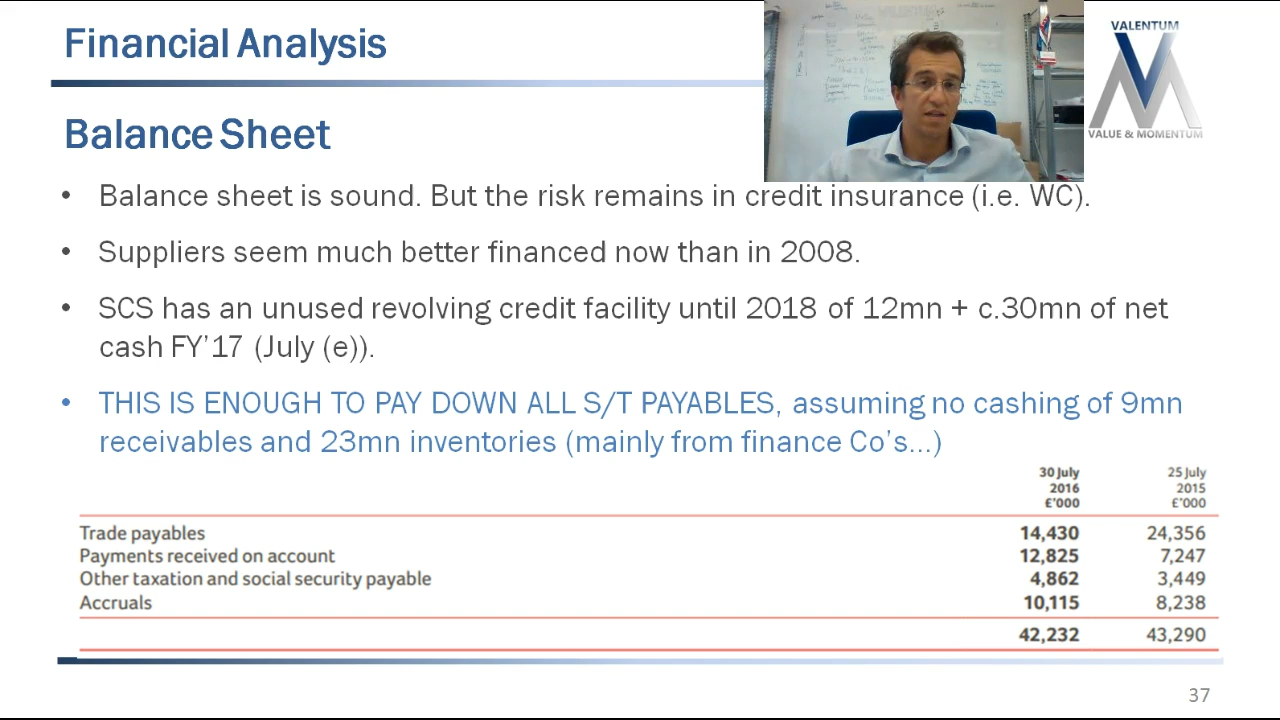 Financial Analysis
VALENTUM
VALUE & MOMENTUM
Balance Sheet
• Balance sheet is sound. But the risk remains in credit insurance (i.e. WC).
• Suppliers seem much better financed now than in 2008.
• SCS has an unused revolving credit facility until 2018 of 12mn + c.30mn of net
cash FY'17 (July (e)).
• THIS IS ENOUGH TO PAY DOWN ALL S/T PAYABLES, assuming no cashing of 9mn
receivables and 23mn inventories (mainly from finance Co's...)
30 July 25 July
2016 2015
£'000 £'000
Trade payables 14,430 24,356
Payments received on account 12,825 7,247
Other taxation and social security payable 4,862 3,449
Accruals 10,115 8,238
42,232 43,290
37